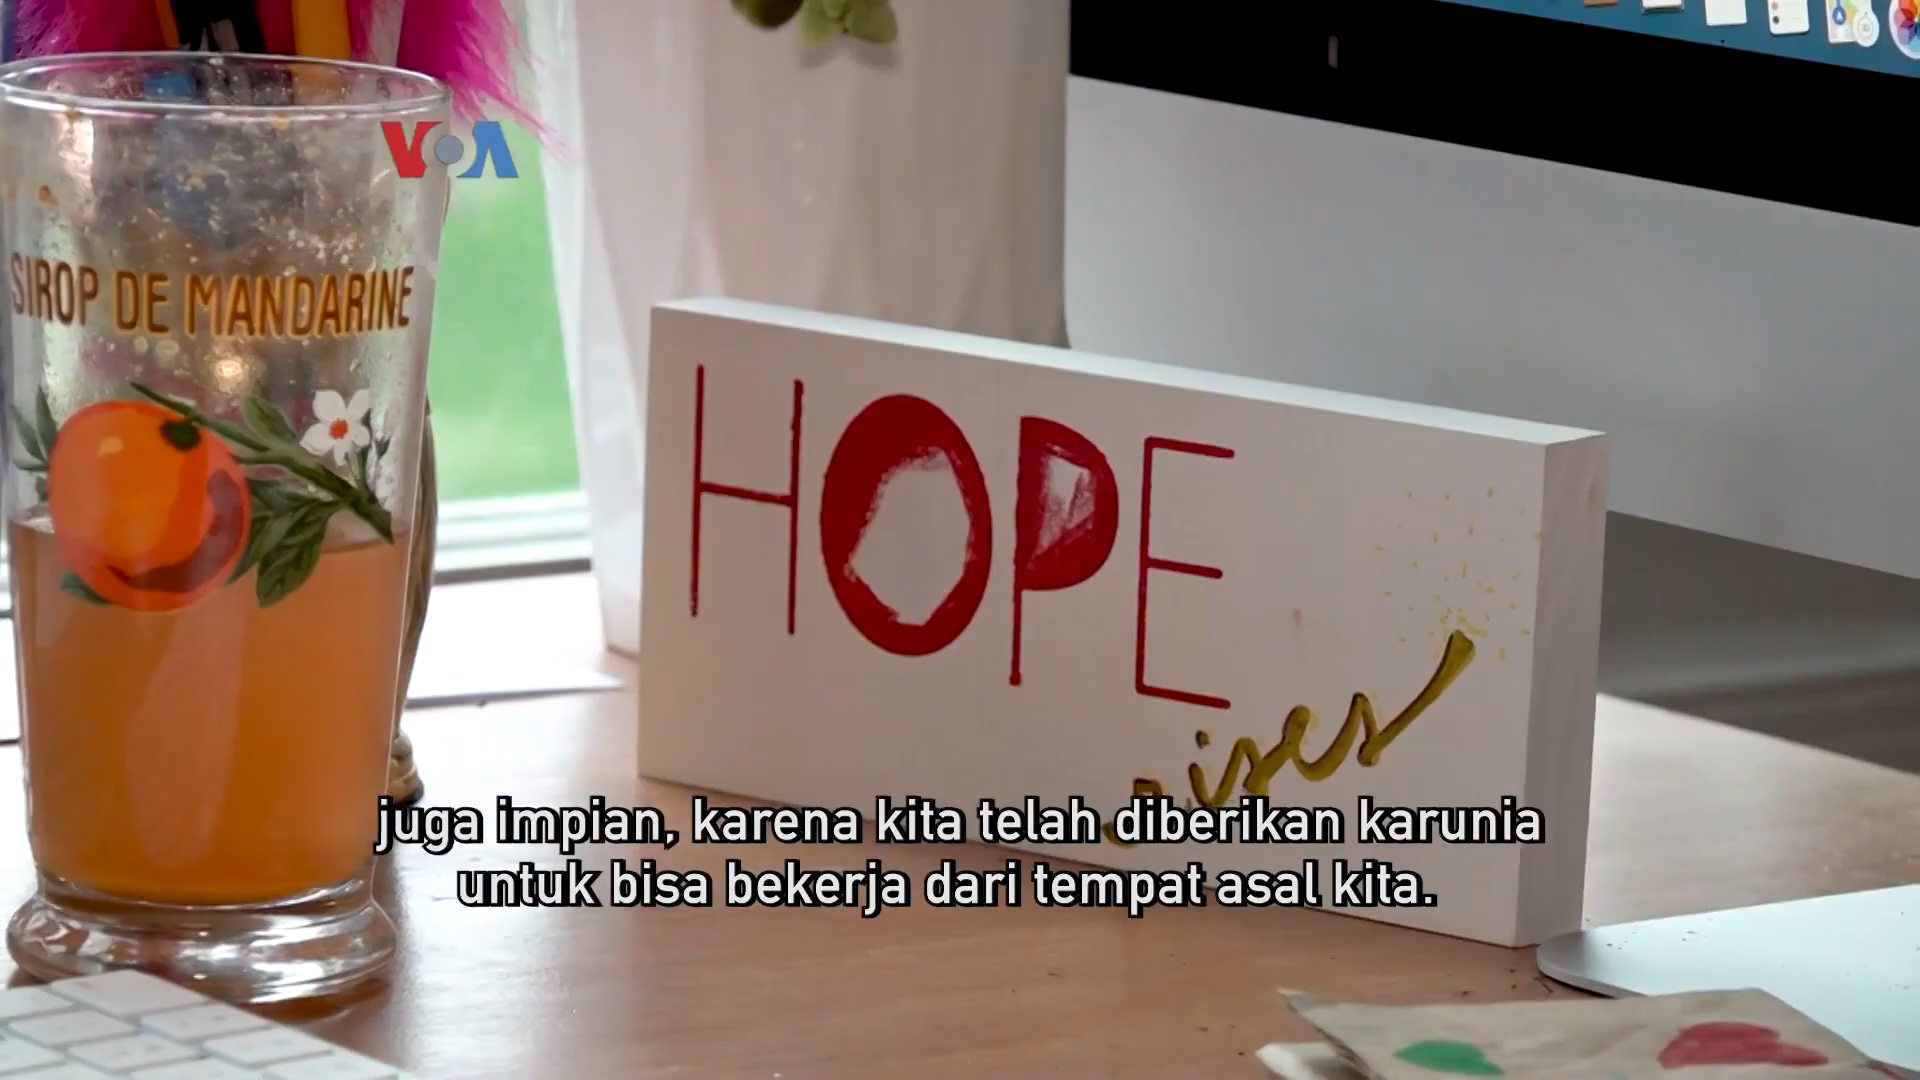 VOA
SIROP DE MANDARINE
HOPE
rises
juga impian, karena kita telah diberikan karunia
untuk bisa bekerja dari tempat asal kita.